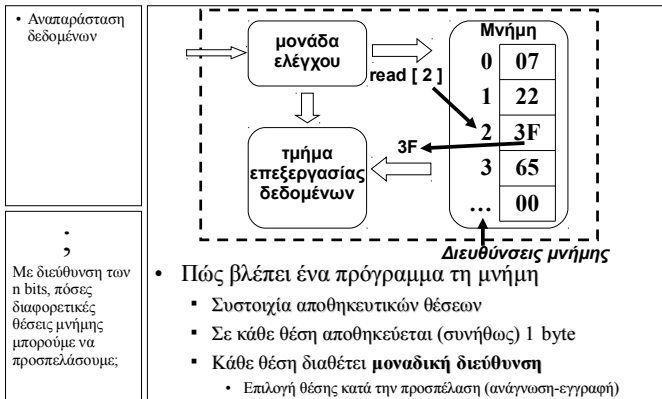 • Αναπαράσταση
δεδομένων
;
Με διεύθυνση των
n bits, πόσες
διαφορετικές
θέσεις μνήμης
μπορούμε να
προσπελάσουμε;
μονάδα
ελέγχου
read [ 2 ]
τμήμα
επεξεργασίας
δεδομένων
3F
Μνήμη
0 07
1 22
2 3F
3 65
... 00
Διευθύνσεις μνήμης
• Πώς βλέπει ένα πρόγραμμα τη μνήμη
▪ Συστοιχία αποθηκευτικών θέσεων
▪ Σε κάθε θέση αποθηκεύεται (συνήθως) 1 byte
▪ Κάθε θέση διαθέτει μοναδική διεύθυνση
• Επιλογή θέσης κατά την προσπέλαση (ανάγνωση-εγγραφή)